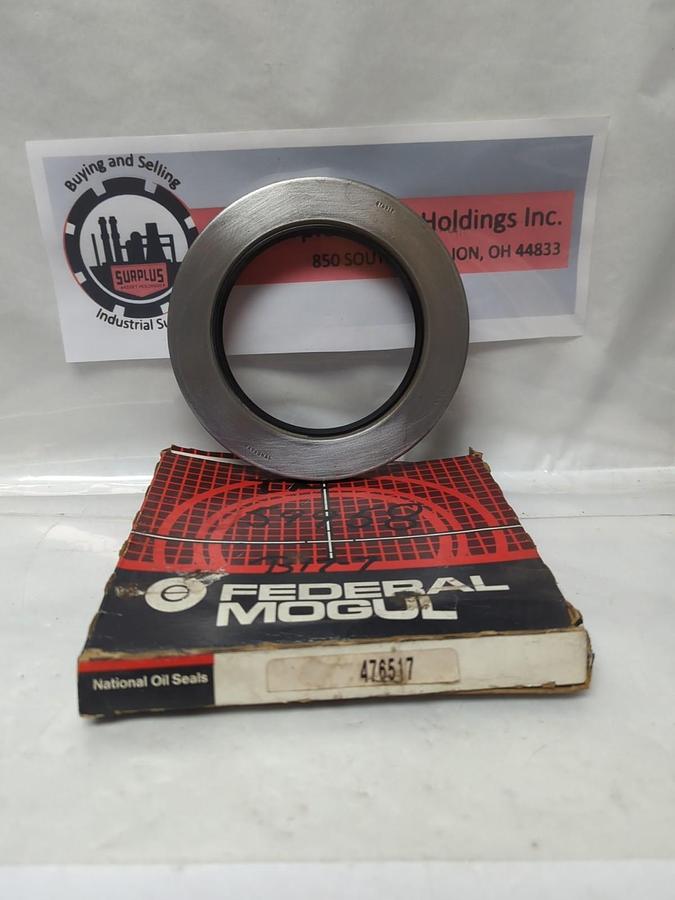 Buying and Selling
Holdings Inc.
850 SOU ION, OH 44833
SURPLUS
Industrial Su
NATIONAL
FEDERAL
MOGUL
National Oil Seals
476517